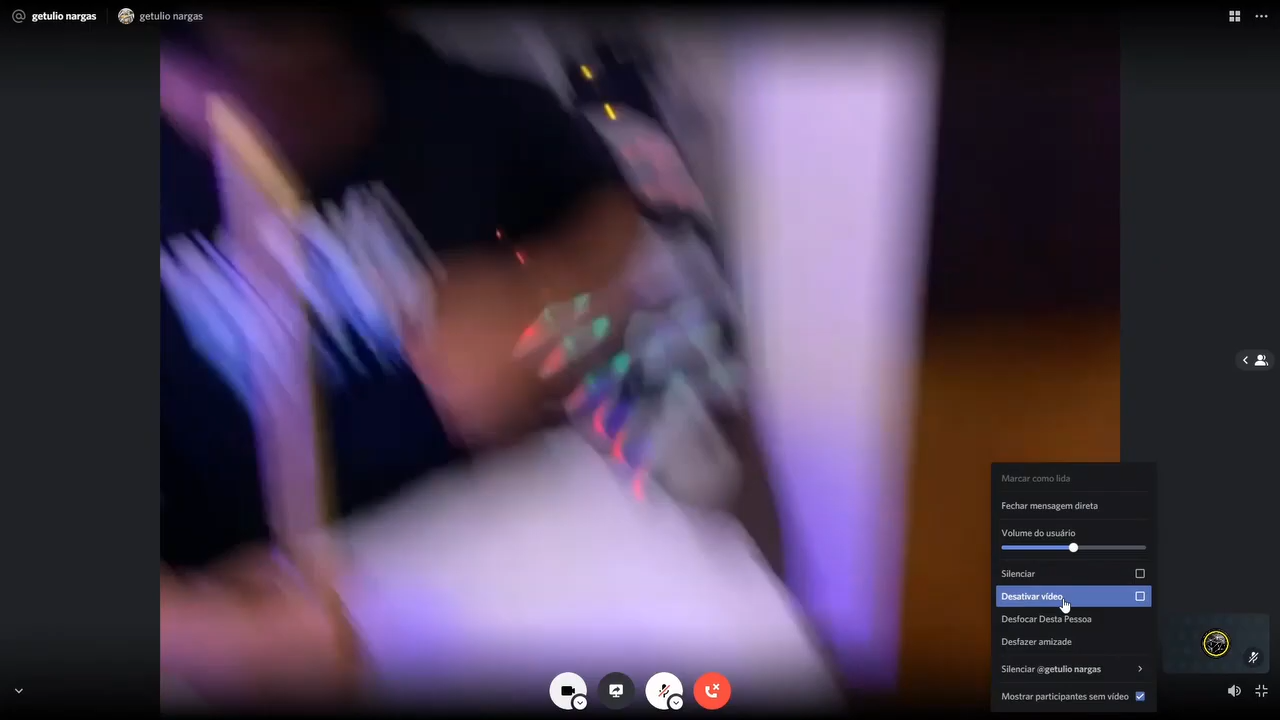 getulio nargas
getulio nargas
Marcar como lida
Fechar mensagem direta
Volume do usuário
Silenciar
Desativar vídeo
Desfocar Desta Pessoa
Desfazer amizade
Silenciar @getulio nargas
Mostrar participantes sem vídeo